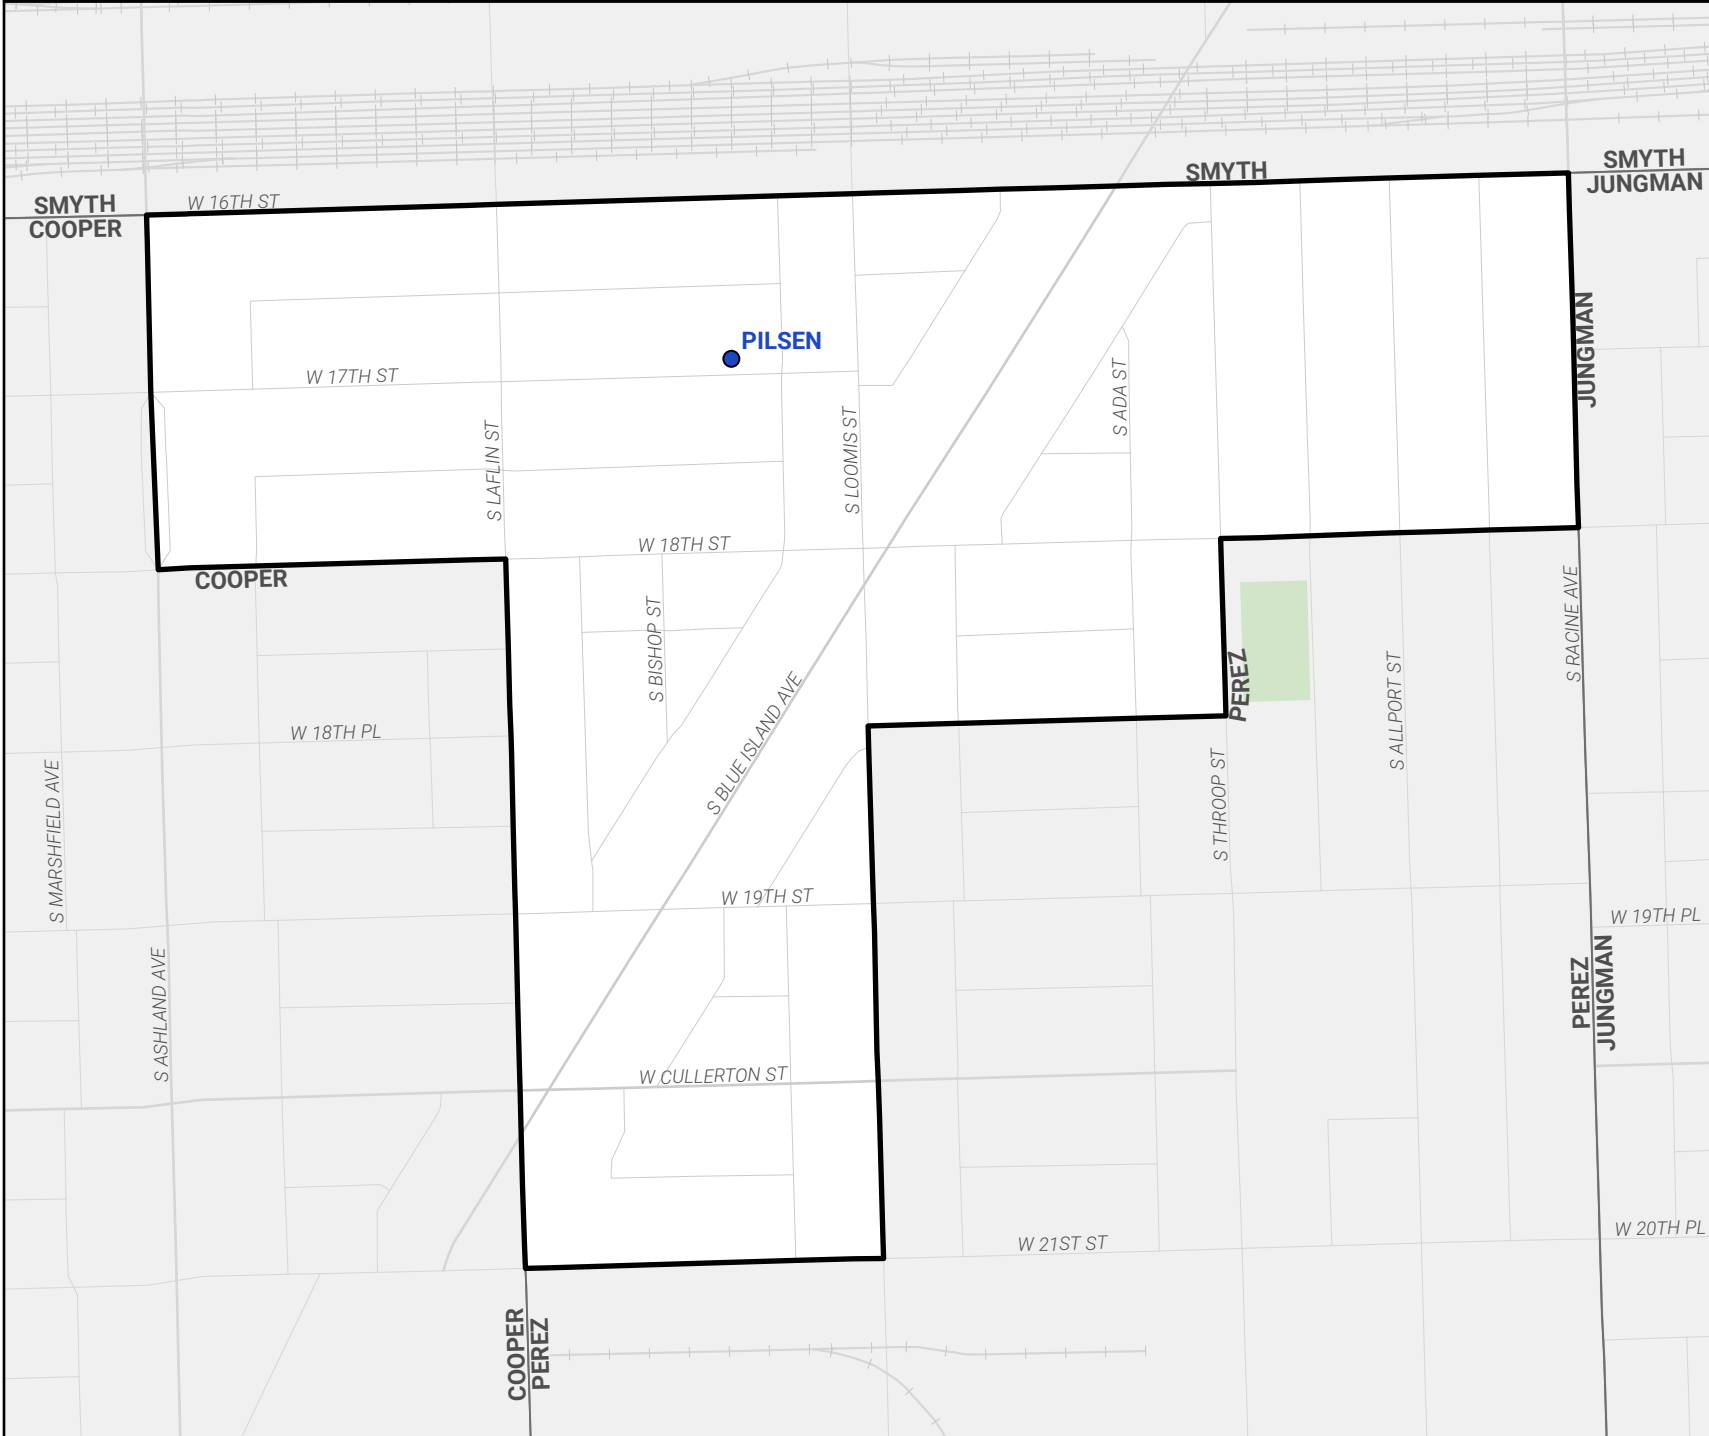 SMYTH
SMYTH
JUNGMAN
SMYTH
COOPER
W 16TH ST
JUNGMAN
PILSEN
W 17TH ST
S ADA ST
S LAFLIN ST
S LOOMIS ST
W 18TH ST
COOPER
S BISHOP ST
S RACINE AVE
PEREZ
S ALLPORT ST
S BLUE ISLAND AVE
W 18TH PL
S MARSHFIELD AVE
S THROOP ST
W 19TH ST
W 19TH PL
S ASHLAND AVE
PEREZ
JUNGMAN
W CULLERTON ST
W 21ST ST
W 20TH PL
COOPER
PEREZ